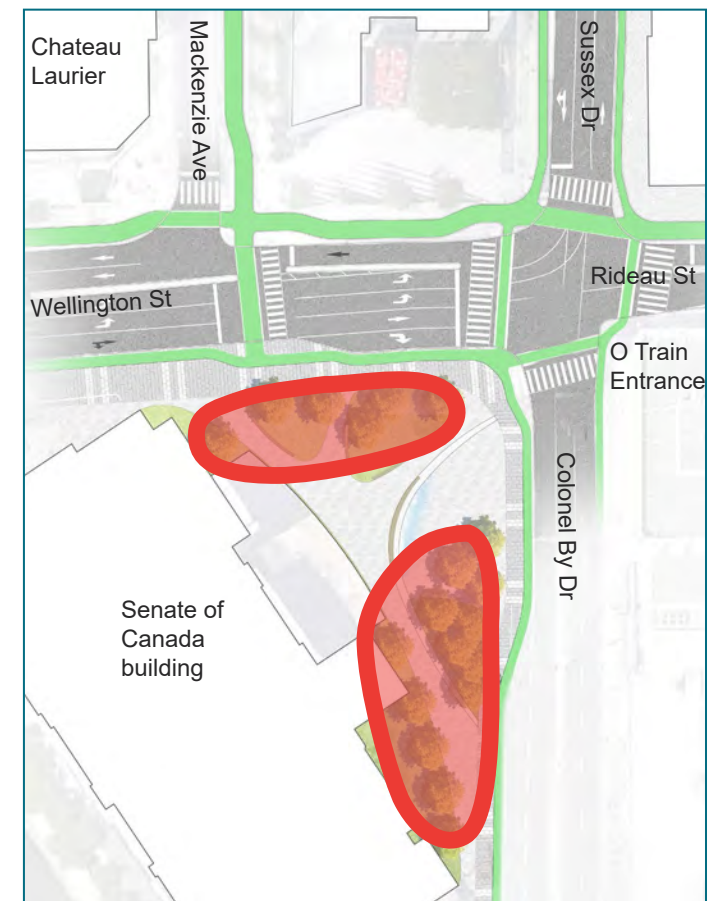 Chateau
Laurier
Mackenzie Ave
Sussex Dr
Wellington St
Rideau St
O Train
Entrance
Colonel By Dr
Senate of
Canada
building